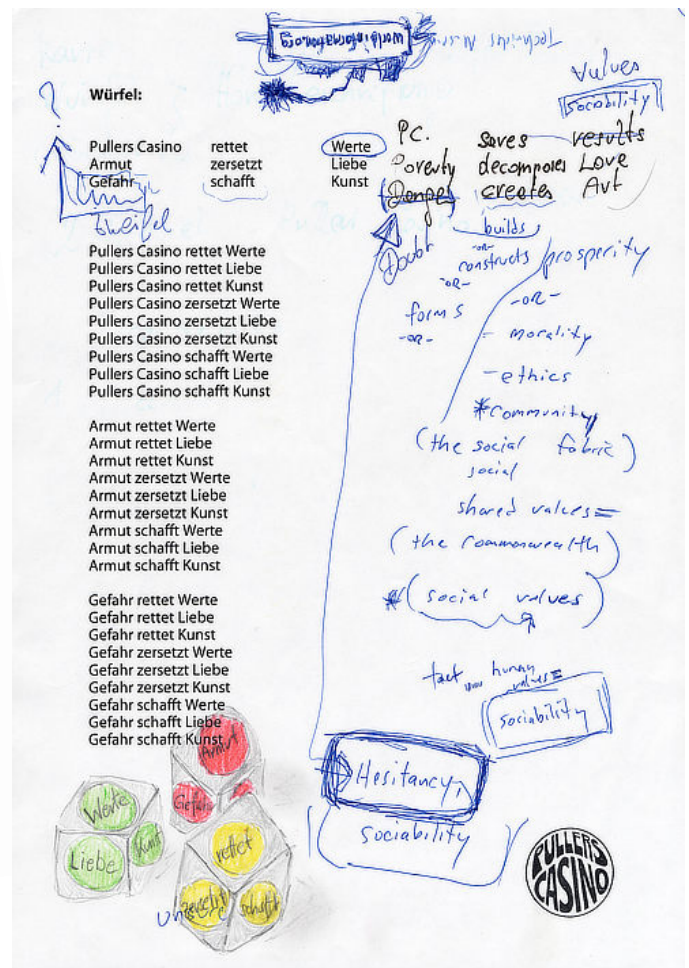 worldinformation.org
Technisches M
Values
sociability
?
Würfel:
Pullers Casino rettet Werte
Armut zersetzt Liebe
Gefahr schafft Kunst
P.C. saves results
Poverty decomposes Love
Danger creates Art
Zweifel
Doubt
builds
-or-
constructs
-OR-
forms
-or-
prosperity
-OR-
- morality
- ethics
*community
(the social fabric)
social
shared values=
(the commonwealth)
*(social values)
Pullers Casino rettet Werte
Pullers Casino rettet Liebe
Pullers Casino rettet Kunst
Pullers Casino zersetzt Werte
Pullers Casino zersetzt Liebe
Pullers Casino zersetzt Kunst
Pullers Casino schafft Werte
Pullers Casino schafft Liebe
Pullers Casino schafft Kunst
Armut rettet Werte
Armut rettet Liebe
Armut rettet Kunst
Armut zersetzt Werte
Armut zersetzt Liebe
Armut zersetzt Kunst
Armut schafft Werte
Armut schafft Liebe
Armut schafft Kunst
Gefahr rettet Werte
Gefahr rettet Liebe
Gefahr rettet Kunst
Gefahr zersetzt Werte
Gefahr zersetzt Liebe
Gefahr zersetzt Kunst
Gefahr schafft Werte
Gefahr schafft Liebe
Gefahr schafft Kunst
human
values=
sociability
Hesitancy
sociability
Armut
Gefahr
Werte
Liebe
Kunst
rettet
zersetzt
schafft
PULLERS
CASINO